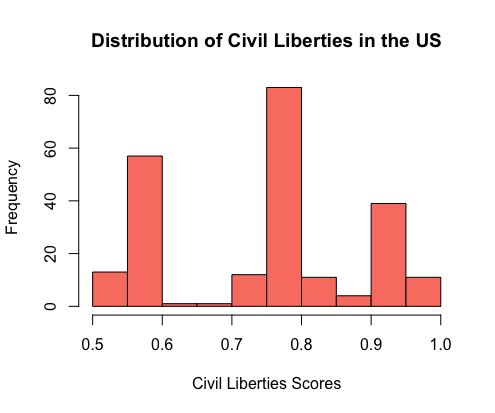 Distribution of Civil Liberties in the US
Frequency
80
60
40
20
0
0.5 0.6 0.7 0.8 0.9 1.0
Civil Liberties Scores